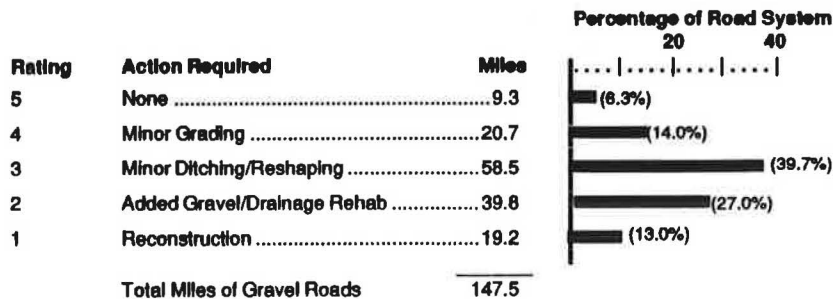 Percentage of Road System
20 40
Rating Action Required Miles
5 None ..................................................... 9.3 (6.3%)
4 Minor Grading ..................................... 20.7 (14.0%)
3 Minor Ditching/Reshaping .................... 58.5 (39.7%)
2 Added Gravel/Drainage Rehab ............. 39.8 (27.0%)
1 Reconstruction .................................... 19.2 (13.0%)
Total Miles of Gravel Roads 147.5